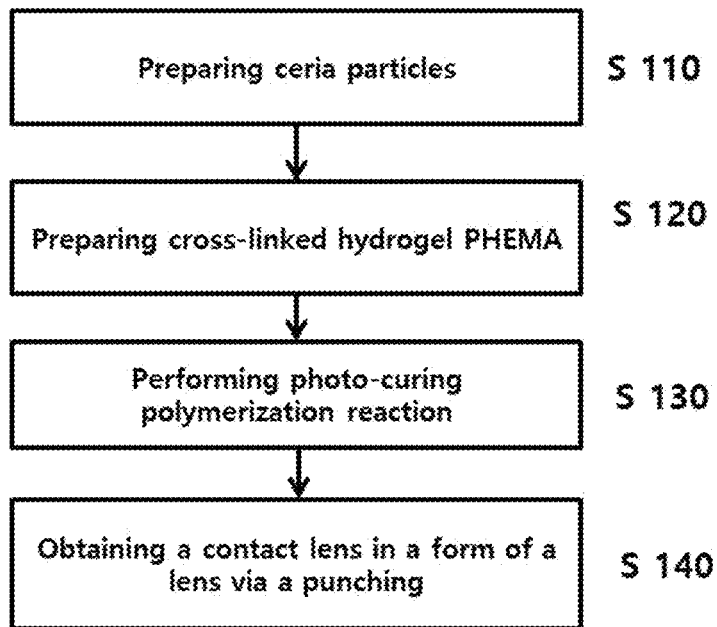 Preparing ceria particles
S 110
Preparing cross-linked hydrogel PHEMA
S 120
Performing photo-curing
polymerization reaction
S 130
Obtaining a contact lens in a form of a
lens via a punching
S 140